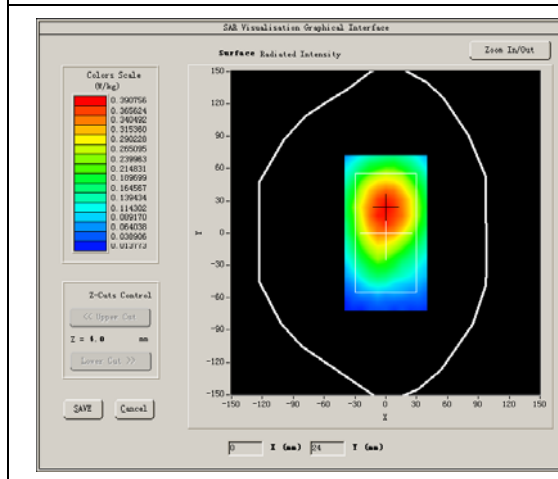 SAR Visualisation Graphical Interface
Surface Radiated Intensity
Zoom In/Out
Colors Scale
(W/kg)
0.390756
0.365624
0.340492
0.315360
0.290228
0.265095
0.239963
0.214831
0.189699
0.164567
0.139434
0.114302
0.089170
0.064038
0.038906
0.013773
Z-Cuts Control
<< Upper Cut
Z = 4.0 mm
Lower Cut >>
SAVE
Cancel
150
120
90
60
30
0
-30
-60
-90
-120
-150
Y
-150 -120 -90 -60 -30 0 30 60 90 120 150
X
0 X (mm) 24 Y (mm)